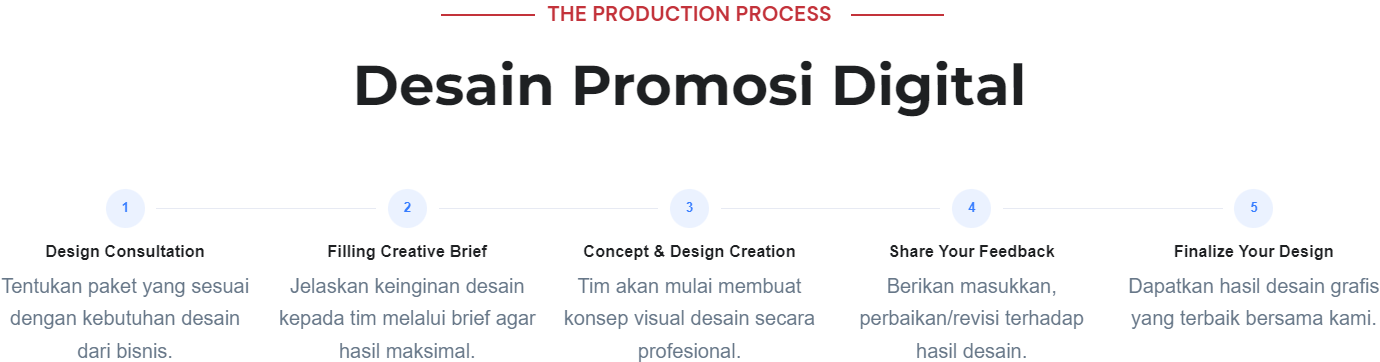 THE PRODUCTION PROCESS
Desain Promosi Digital
1
Design Consultation
Tentukan paket yang sesuai
dengan kebutuhan desain
dari bisnis.
2
Filling Creative Brief
Jelaskan keinginan desain
kepada tim melalui brief agar
hasil maksimal.
3
Concept & Design Creation
Tim akan mulai membuat
konsep visual desain secara
profesional.
4
Share Your Feedback
Berikan masukkan,
perbaikan/revisi terhadap
hasil desain.
5
Finalize Your Design
Dapatkan hasil desain grafis
yang terbaik bersama kami.